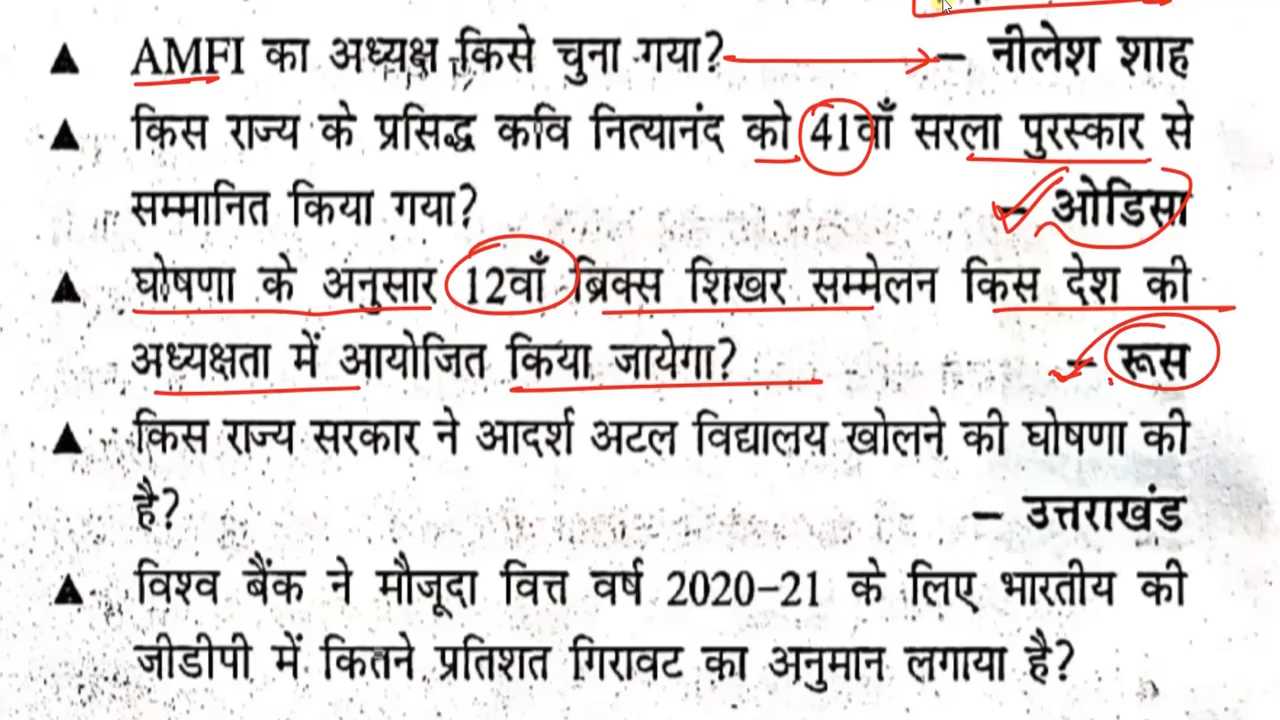 ▲ AMFI का अध्यक्ष किसे चुना गया? – नीलेश शाह
▲ किस राज्य के प्रसिद्ध कवि नित्यानंद को 41वाँ सरला पुरस्कार से
सम्मानित किया गया? – ओडिसा
▲ घोषणा के अनुसार 12वाँ ब्रिक्स शिखर सम्मेलन किस देश की
अध्यक्षता में आयोजित किया जायेगा? – रूस
▲ किस राज्य सरकार ने आदर्श अटल विद्यालय खोलने की घोषणा की
है? – उत्तराखंड
▲ विश्व बैंक ने मौजूदा वित्त वर्ष 2020-21 के लिए भारतीय की
जीडीपी में कितने प्रतिशत गिरावट का अनुमान लगाया है?